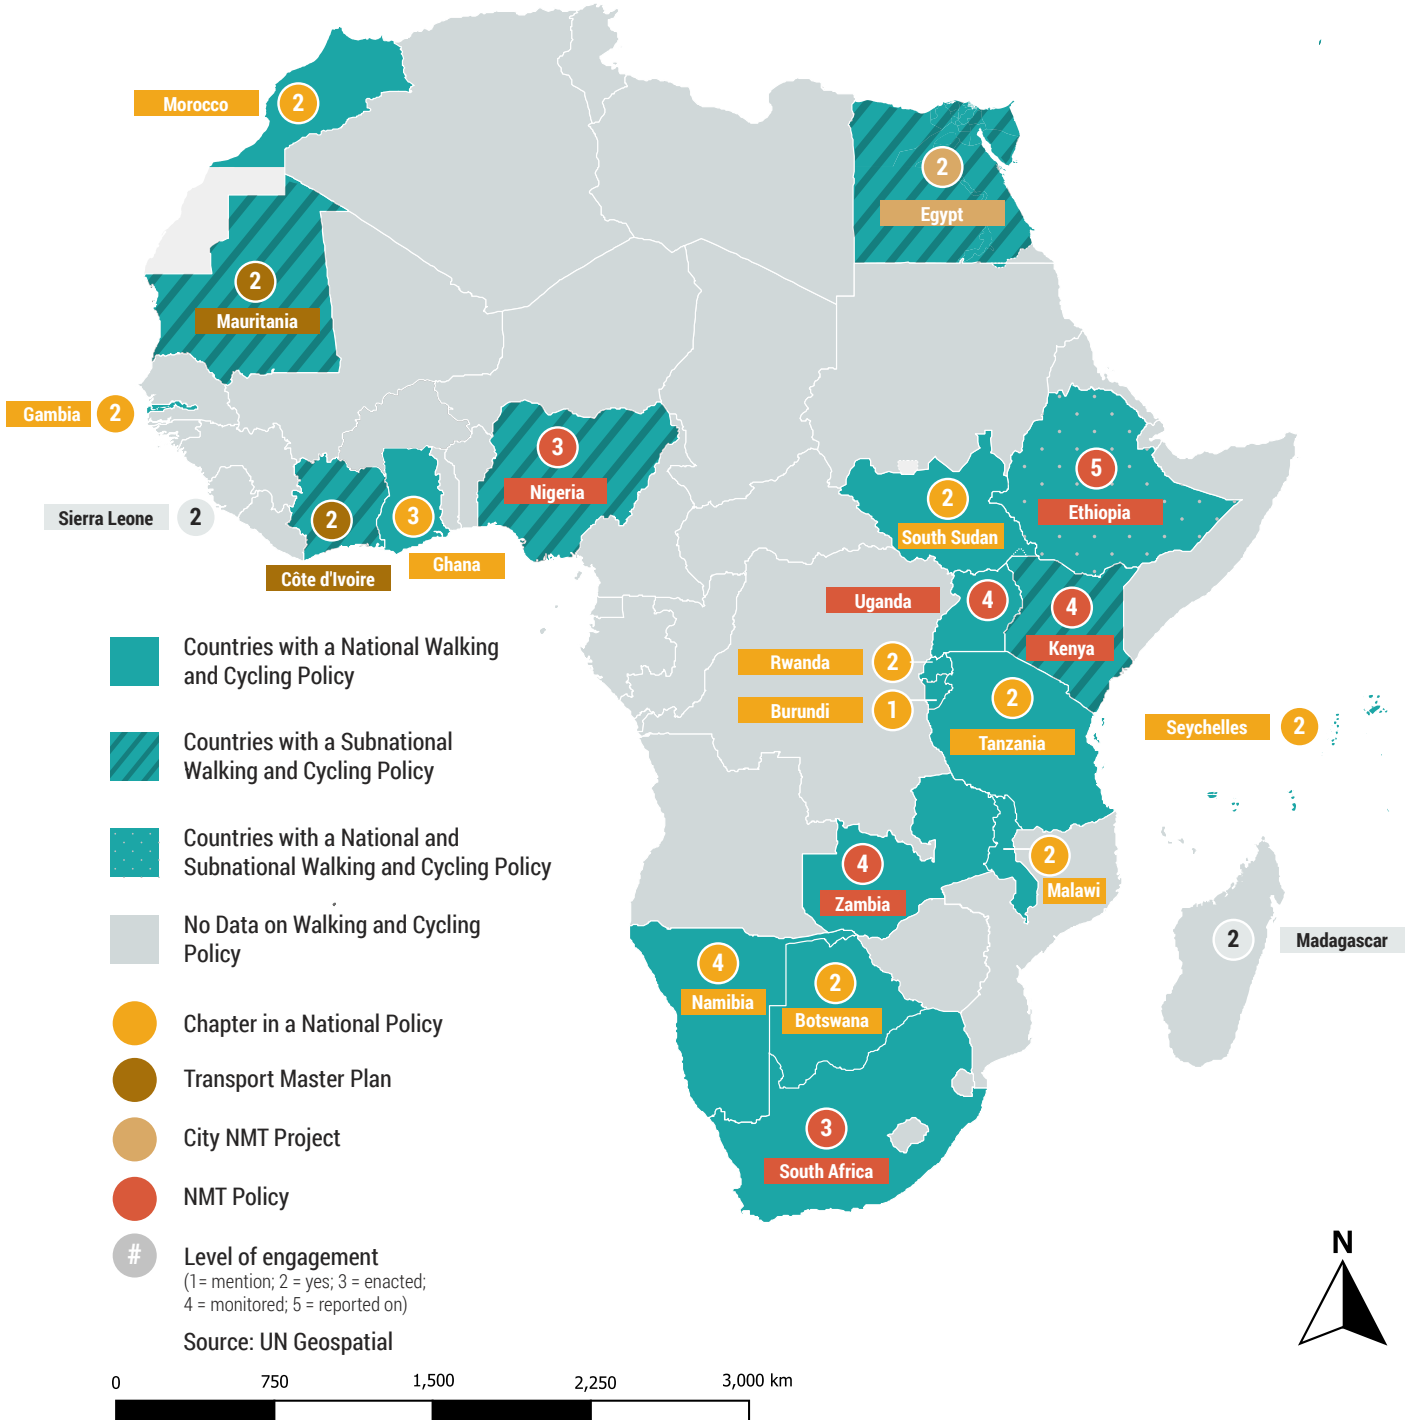 Morocco
2
2
Egypt
2
Mauritania
Gambia
2
3
Nigeria
5
Ethiopia
Sierra Leone
2
2
3
2
South Sudan
Ghana
Côte d'Ivoire
Uganda
4
4
Kenya
Rwanda
2
Burundi
1
2
Tanzania
Seychelles
2
4
Zambia
2
Malawi
2
Madagascar
4
Namibia
2
Botswana
3
South Africa
Countries with a National Walking
and Cycling Policy
Countries with a Subnational
Walking and Cycling Policy
Countries with a National and
Subnational Walking and Cycling Policy
No Data on Walking and Cycling
Policy
Chapter in a National Policy
Transport Master Plan
City NMT Project
NMT Policy
#
Level of engagement
(1= mention; 2 = yes; 3 = enacted;
4 = monitored; 5 = reported on)
Source: UN Geospatial
N
0 750 1,500 2,250 3,000 km